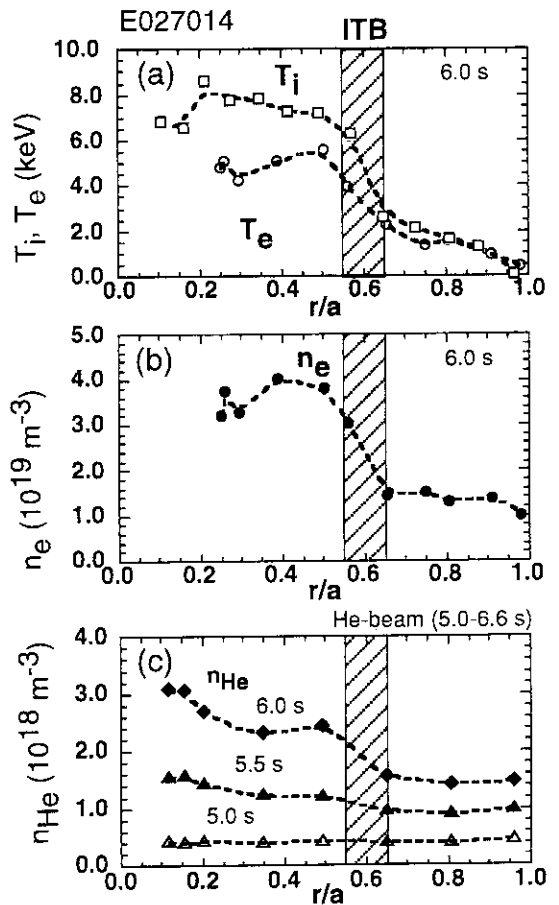 E027014
ITB
(a)
T_i
6.0 s
T_e
T_i, T_e (keV)
10.0
8.0
6.0
4.0
2.0
0.0
0.0 0.2 0.4 0.6 0.8 1.0
r/a
(b)
n_e
6.0 s
n_e (10^19 m^-3)
5.0
4.0
3.0
2.0
1.0
0.0
0.0 0.2 0.4 0.6 0.8 1.0
r/a
He-beam (5.0-6.6 s)
(c)
n_He
6.0 s
5.5 s
5.0 s
n_He (10^18 m^-3)
4.0
3.0
2.0
1.0
0.0
0.0 0.2 0.4 0.6 0.8 1.0
r/a